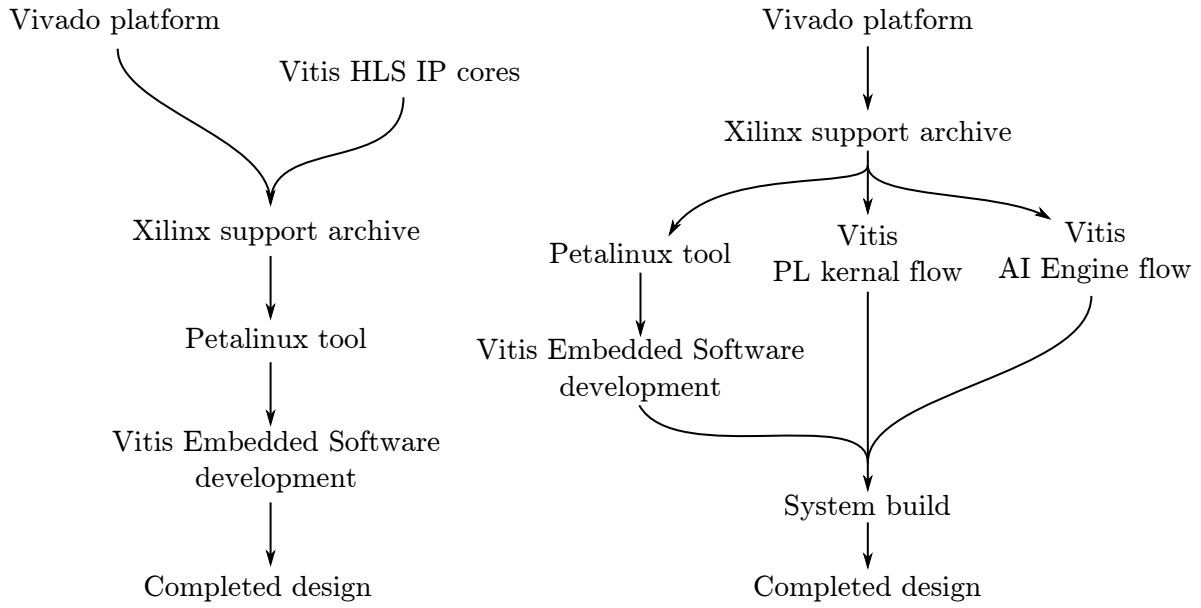 Vivado platform
Vitis HLS IP cores
Xilinx support archive
Petalinux tool
Vitis Embedded Software
development
Completed design
Vivado platform
Xilinx support archive
Petalinux tool
Vitis
PL kernal flow
Vitis
AI Engine flow
Vitis Embedded Software
development
System build
Completed design